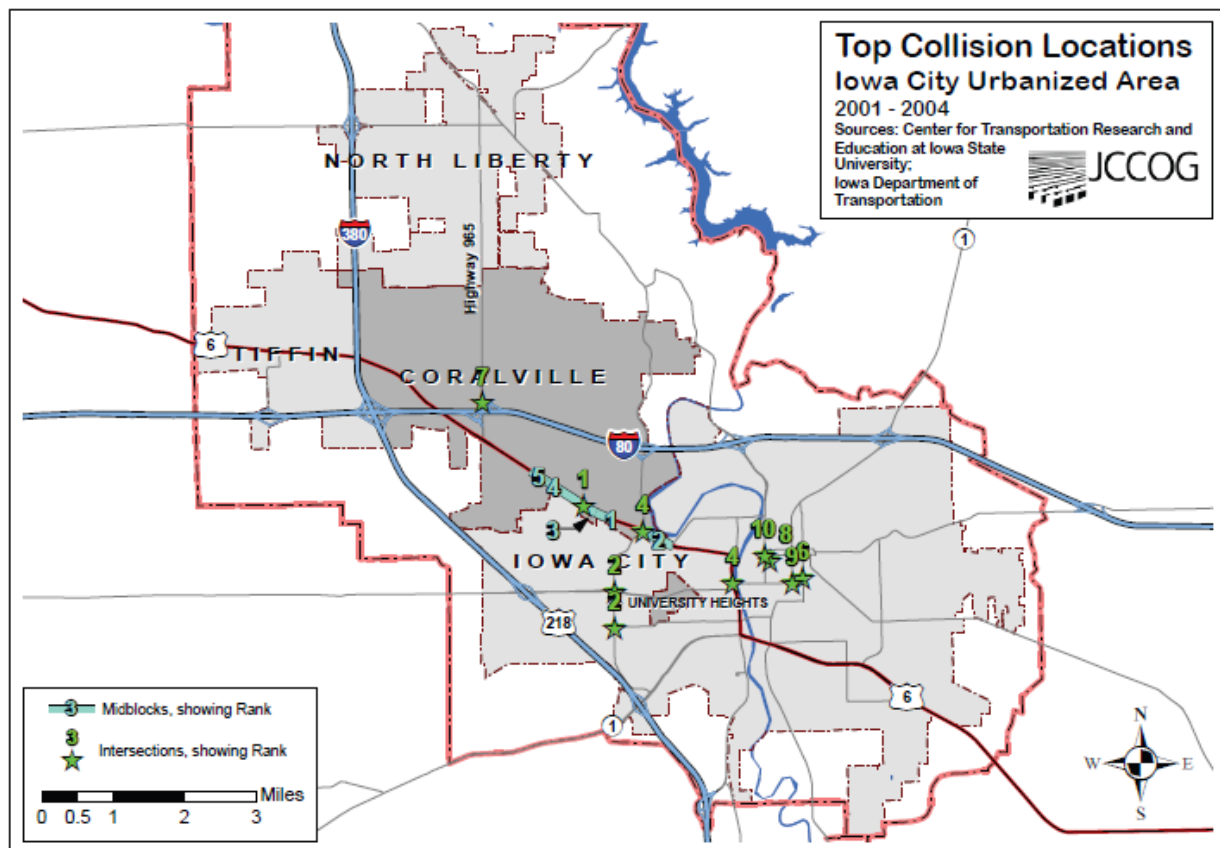 Top Collision Locations
Iowa City Urbanized Area
2001 - 2004
Sources: Center for Transportation Research and
Education at Iowa State
University;
Iowa Department of
Transportation
JCCOG
NORTH LIBERTY
380
Highway 965
1
6
TIFFIN
CORALVILLE
7
80
5
4
1
1
3
4
2
IOWA CITY
10
8
4
9
6
2
2
UNIVERSITY HEIGHTS
218
6
1
3
Midblocks, showing Rank
3
Intersections, showing Rank
Miles
0 0.5 1 2 3
N
W
E
S